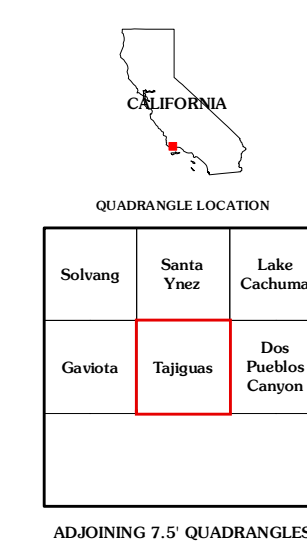 CALIFORNIA
QUADRANGLE LOCATION
Solvang
Santa
Ynez
Lake
Cachuma
Gaviota
Tajiguas
Dos
Pueblos
Canyon
ADJOINING 7.5' QUADRANGLES